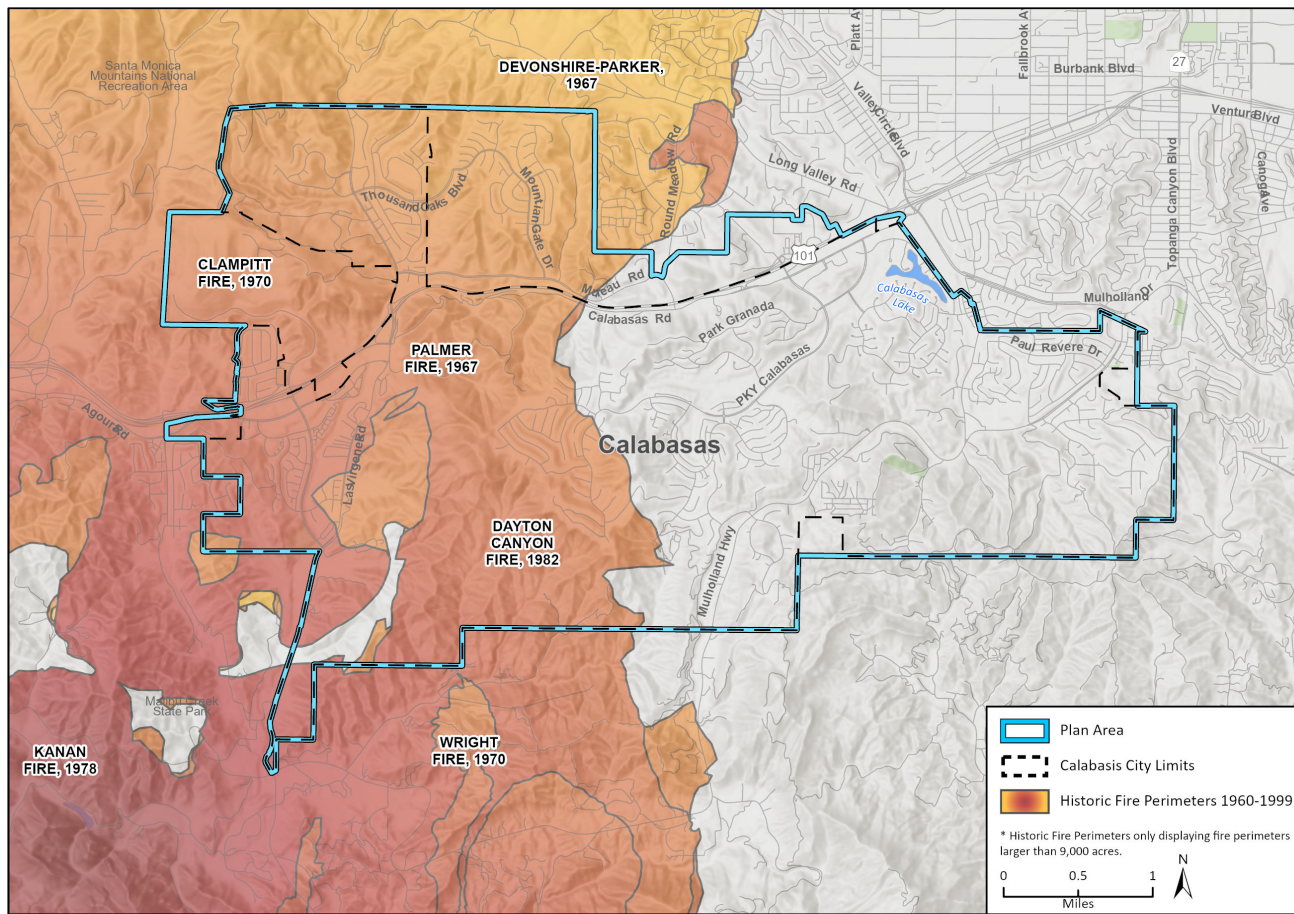 DEVONSHIRE-PARKER,
1967
Santa Monica
Mountains National
Recreation Area
Platt Av
Fallbrook A
27
Burbank Blvd
Ventura Blvd
Valley Circle Blvd
Topanga Canyon Blvd
Canoga Ave
Long Valley Rd
Round Meadow Rd
Thousand Oaks Blvd
Mountain Gate Dr
CLAMPITT
FIRE, 1970
101
Mureau Rd
Calabasas Rd
Calabasas
Lake
Park Granada
Mulholland Dr
Paul Revere Dr
PALMER
FIRE, 1967
PKY Calabasas
Agoura Rd
Las Virgenes Rd
Calabasas
DAYTON
CANYON
FIRE, 1982
Mulholland Hwy
Malibu Creek
State Park
KANAN
FIRE, 1978
WRIGHT
FIRE, 1970
Plan Area
Calabasis City Limits
Historic Fire Perimeters 1960-1999
* Historic Fire Perimeters only displaying fire perimeters
larger than 9,000 acres.
0 0.5 1
Miles
N